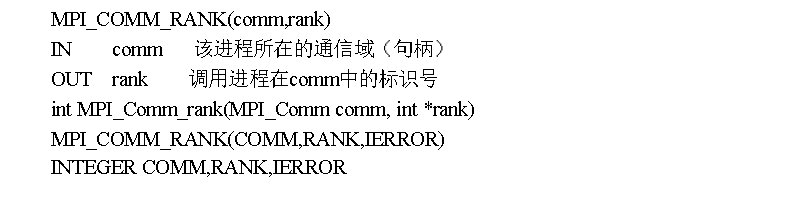 MPI_COMM_RANK(comm,rank)
IN comm 该进程所在的通信域（句柄）
OUT rank 调用进程在comm中的标识号
int MPI_Comm_rank(MPI_Comm comm, int *rank)
MPI_COMM_RANK(COMM,RANK,IERROR)
INTEGER COMM,RANK,IERROR